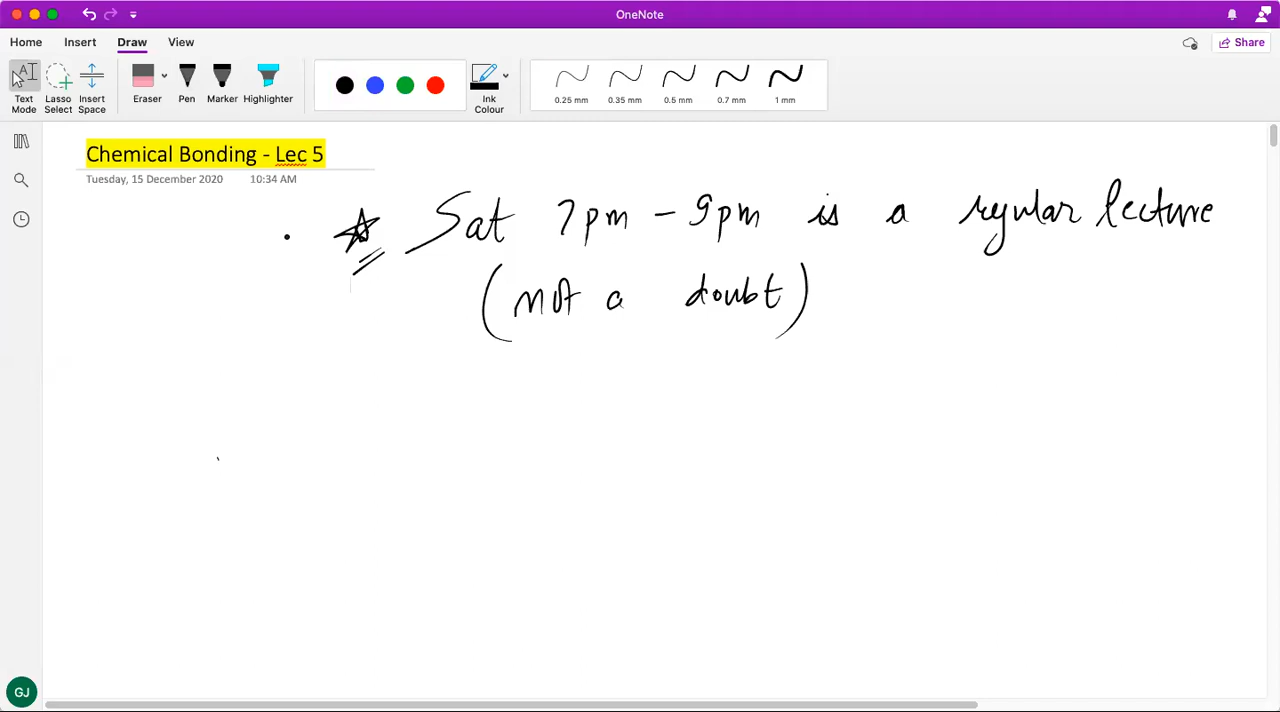 OneNote
Home Insert Draw View
Share
Text Mode
Lasso Select
Insert Space
Eraser
Pen
Marker
Highlighter
Ink Colour
0.25 mm 0.35 mm 0.5 mm 0.7 mm 1 mm
Chemical Bonding - Lec 5
Tuesday, 15 December 2020 10:34 AM
Sat 7pm - 9pm is a regular lecture
(not a doubt)
GJ